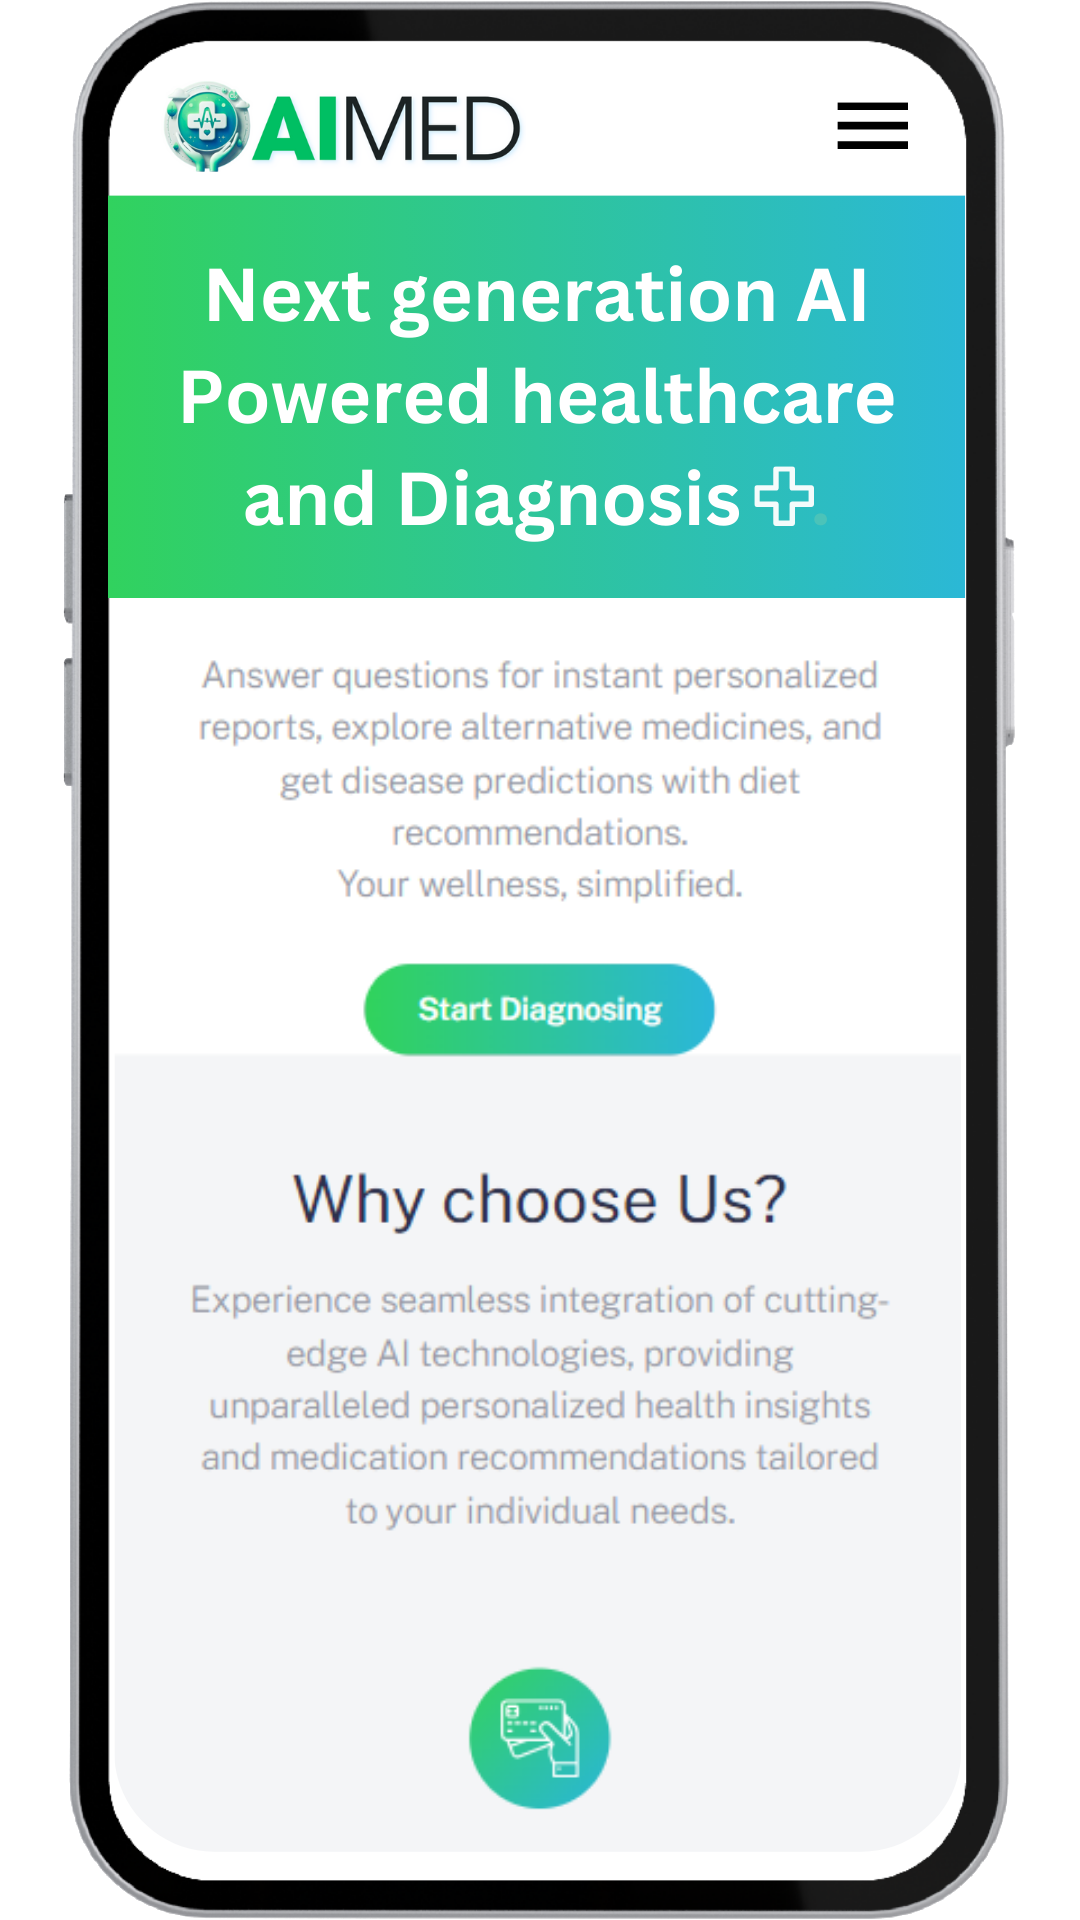 AIMED
Next generation AI
Powered healthcare
and Diagnosis
Answer questions for instant personalized
reports, explore alternative medicines, and
get disease predictions with diet
recommendations.
Your wellness, simplified.
Start Diagnosing
Why choose Us?
Experience seamless integration of cutting-
edge AI technologies, providing
unparalleled personalized health insights
and medication recommendations tailored
to your individual needs.